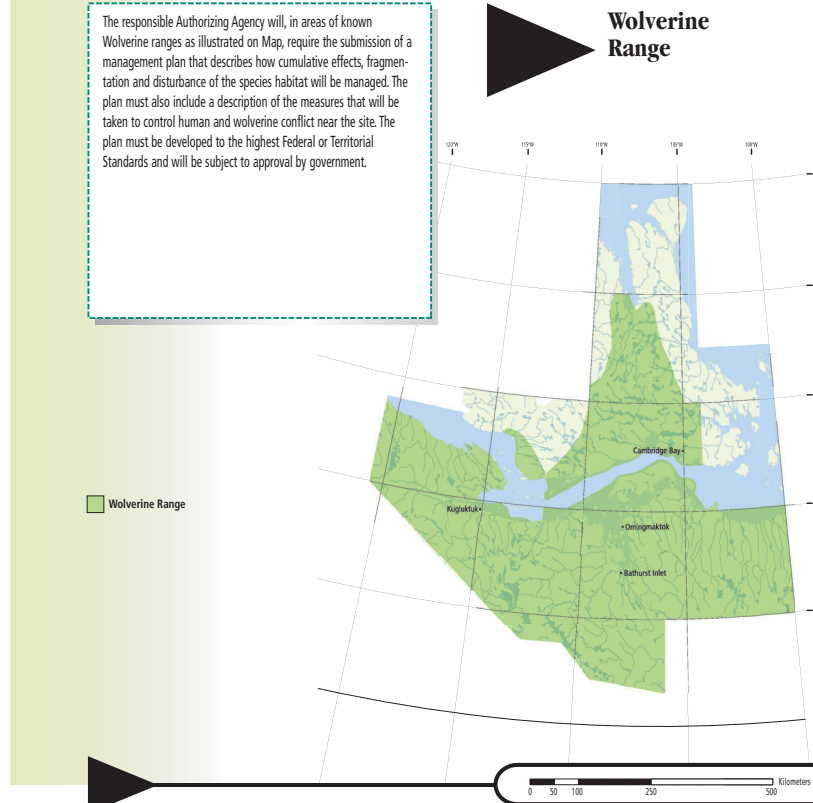 The responsible Authorizing Agency will, in areas of known
Wolverine ranges as illustrated on Map, require the submission of a
management plan that describes how cumulative effects, fragmen-
tation and disturbance of the species habitat will be managed. The
plan must also include a description of the measures that will be
taken to control human and wolverine conflict near the site. The
plan must be developed to the highest Federal or Territorial
Standards and will be subject to approval by government.
Wolverine
Range
120°W 115°W 110°W 105°W 100°W
Cambridge Bay
Kugluktuk
Omingmaktok
Bathurst Inlet
Wolverine Range
Kilometers
0 50 100 250 500